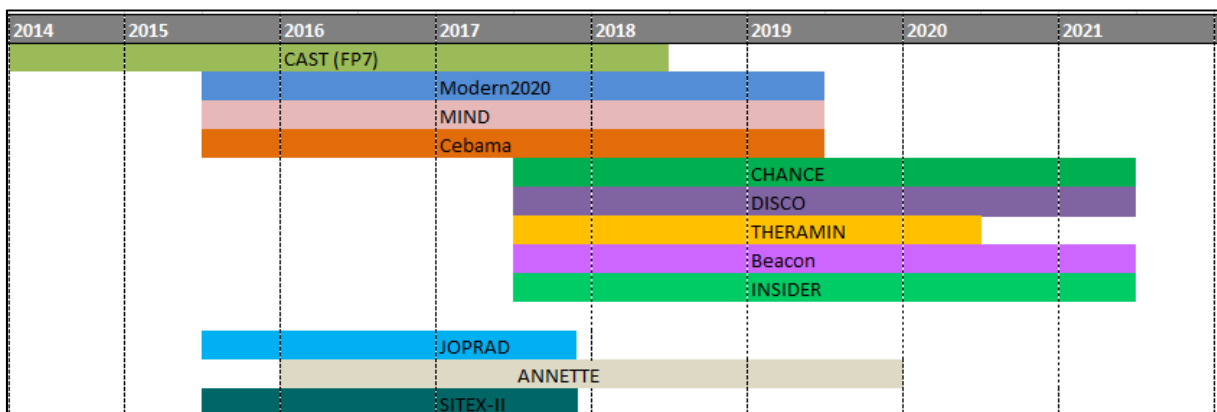 2014 2015 2016 2017 2018 2019 2020 2021
CAST (FP7)
Modern2020
MIND
Cebama
CHANCE
DISCO
THERAMIN
Beacon
INSIDER
JOPRAD
ANNETTE
SITEX-II